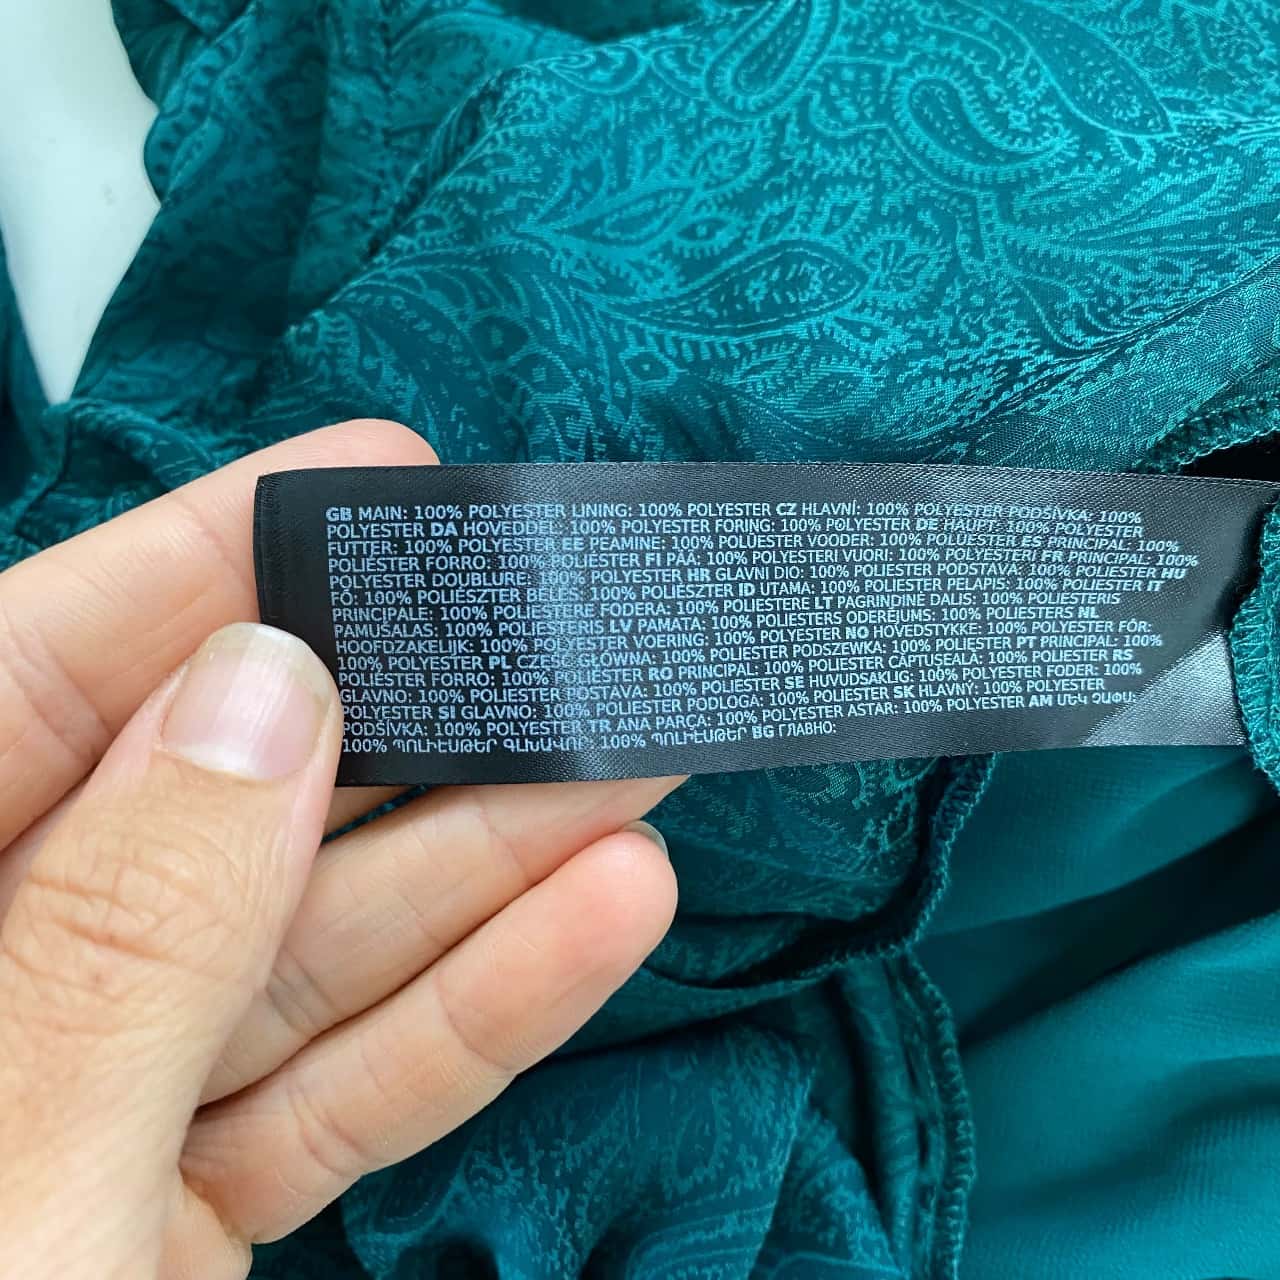 GB MAIN: 100% POLYESTER LINING: 100% POLYESTER CZ HLAVNÍ: 100% POLYESTER PODŠÍVKA: 100%
POLYESTER DA HOVEDDEL: 100% POLYESTER FORING: 100% POLYESTER DE HAUPT: 100% POLYESTER
FUTTER: 100% POLYESTER EE PEAMINE: 100% POLÜESTER VOODER: 100% POLÜESTER ES PRINCIPAL: 100%
POLIÉSTER FORRO: 100% POLIÉSTER FI PÄÄ: 100% POLYESTERI VUORI: 100% POLYESTERI FR PRINCIPAL: 100%
POLYESTER DOUBLURE: 100% POLYESTER HR GLAVNI DIO: 100% POLIESTER PODSTAVA: 100% POLIESTER HU
FŐ: 100% POLIÉSZTER BÉLÉS: 100% POLIÉSZTER ID UTAMA: 100% POLIESTER PELAPIS: 100% POLIESTER IT
PRINCIPALE: 100% POLIESTERE FODERA: 100% POLIESTERE LT PAGRINDINĖ DALIS: 100% POLIESTERIS
PAMUŠALAS: 100% POLIESTERIS LV PAMATA: 100% POLIESTERS ODERĒJUMS: 100% POLIESTERS NL
HOOFDZAKELIJK: 100% POLYESTER VOERING: 100% POLYESTER NO HOVEDSTYKKE: 100% POLYESTER FÔR:
100% POLYESTER PL CZĘŚĆ GŁÓWNA: 100% POLIESTER PODSZEWKA: 100% POLIESTER PT PRINCIPAL: 100%
POLIÉSTER FORRO: 100% POLIÉSTER RO PRINCIPAL: 100% POLIESTER CĂPTUȘEALĂ: 100% POLIESTER RS
GLAVNO: 100% POLIESTER POSTAVA: 100% POLIESTER SE HUVUDSAKLIG: 100% POLYESTER FODER: 100%
POLYESTER SI GLAVNO: 100% POLIESTER PODLOGA: 100% POLIESTER SK HLAVNÝ: 100% POLYESTER
PODŠÍVKA: 100% POLYESTER TR ANA PARÇA: 100% POLYESTER ASTAR: 100% POLYESTER AM ՄԵԿ ՉԱՓՍ:
100% ՊՈԼԻԷՍԹԵՐ ԳԼԽԱՎՈՐ: 100% ՊՈԼԻԷՍԹԵՐ BG ГЛАВНО: